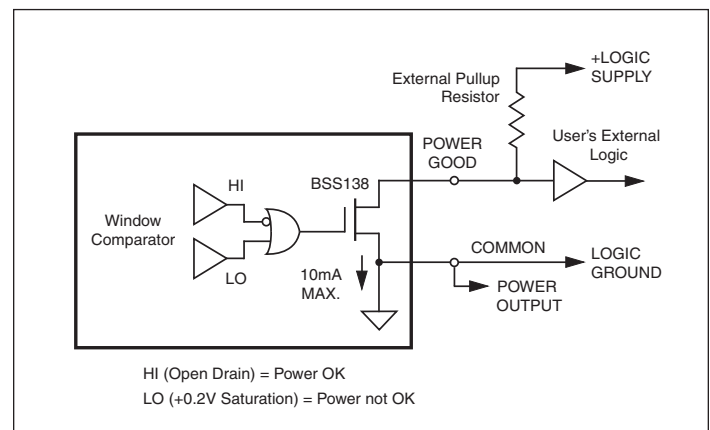 +LOGIC
SUPPLY
External Pullup
Resistor
User's External
Logic
POWER
GOOD
BSS138
HI
Window
Comparator
LO
10mA
MAX.
COMMON
LOGIC
GROUND
POWER
OUTPUT
HI (Open Drain) = Power OK
LO (+0.2V Saturation) = Power not OK